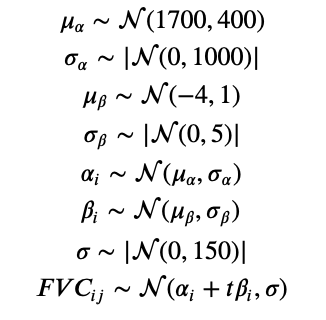 μ_α ∼ 𝒩(1700, 400)
σ_α ∼ |𝒩(0, 1000)|
μ_β ∼ 𝒩(−4, 1)
σ_β ∼ |𝒩(0, 5)|
α_i ∼ 𝒩(μ_α, σ_α)
β_i ∼ 𝒩(μ_β, σ_β)
σ ∼ |𝒩(0, 150)|
FVC_ij ∼ 𝒩(α_i + tβ_i, σ)